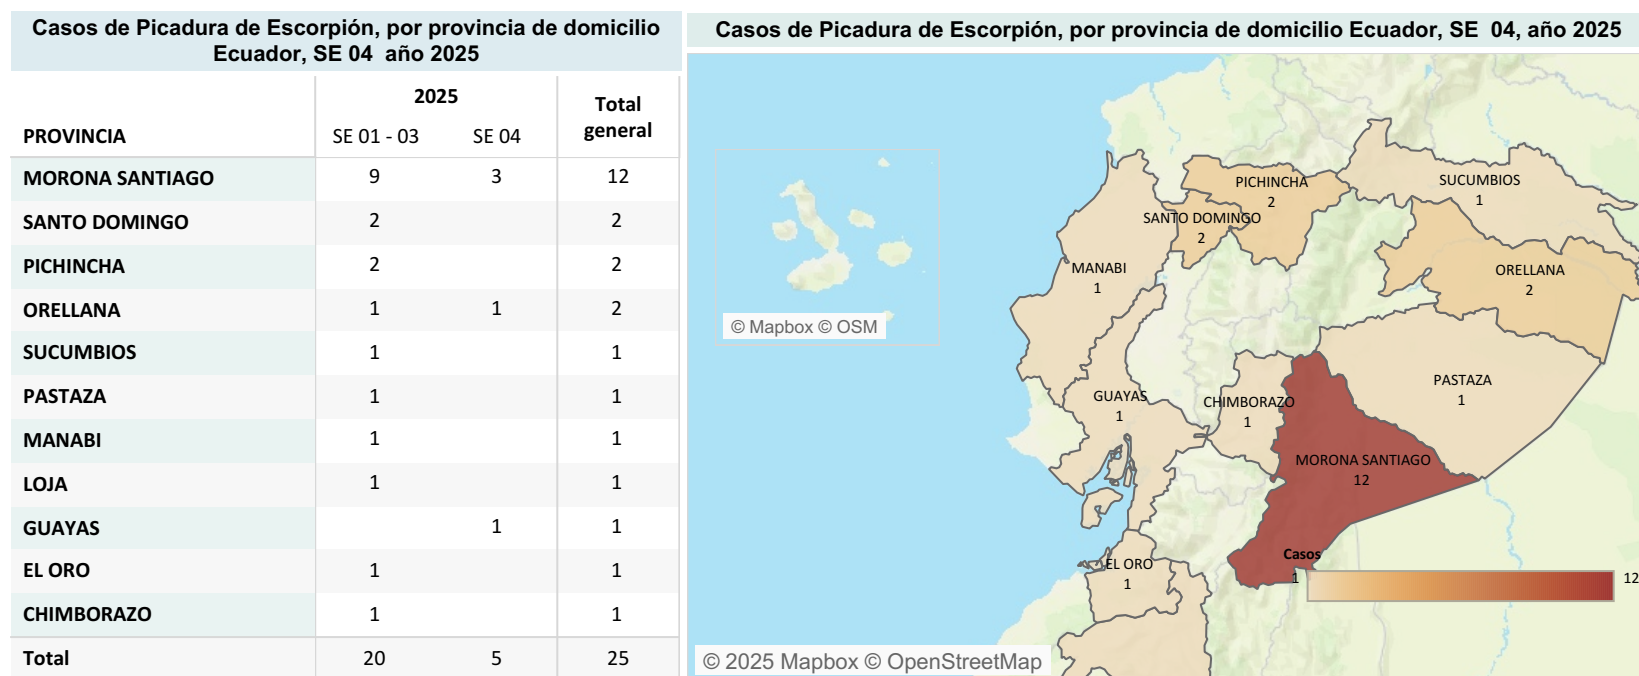 Casos de Picadura de Escorpión, por provincia de domicilio
Ecuador, SE 04  año 2025
2025
Total
general
PROVINCIA
SE 01 - 03
SE 04
MORONA SANTIAGO 9 3 12
SANTO DOMINGO 2 2
PICHINCHA 2 2
ORELLANA 1 1 2
SUCUMBIOS 1 1
PASTAZA 1 1
MANABI 1 1
LOJA 1 1
GUAYAS 1 1
EL ORO 1 1
CHIMBORAZO 1 1
Total 20 5 25
Casos de Picadura de Escorpión, por provincia de domicilio Ecuador, SE  04, año 2025
PICHINCHA
2
SUCUMBIOS
1
SANTO DOMINGO
2
MANABI
1
ORELLANA
2
© Mapbox © OSM
PASTAZA
1
GUAYAS
1
CHIMBORAZO
1
MORONA SANTIAGO
12
EL ORO
1
Casos
1 12
© 2025 Mapbox © OpenStreetMap